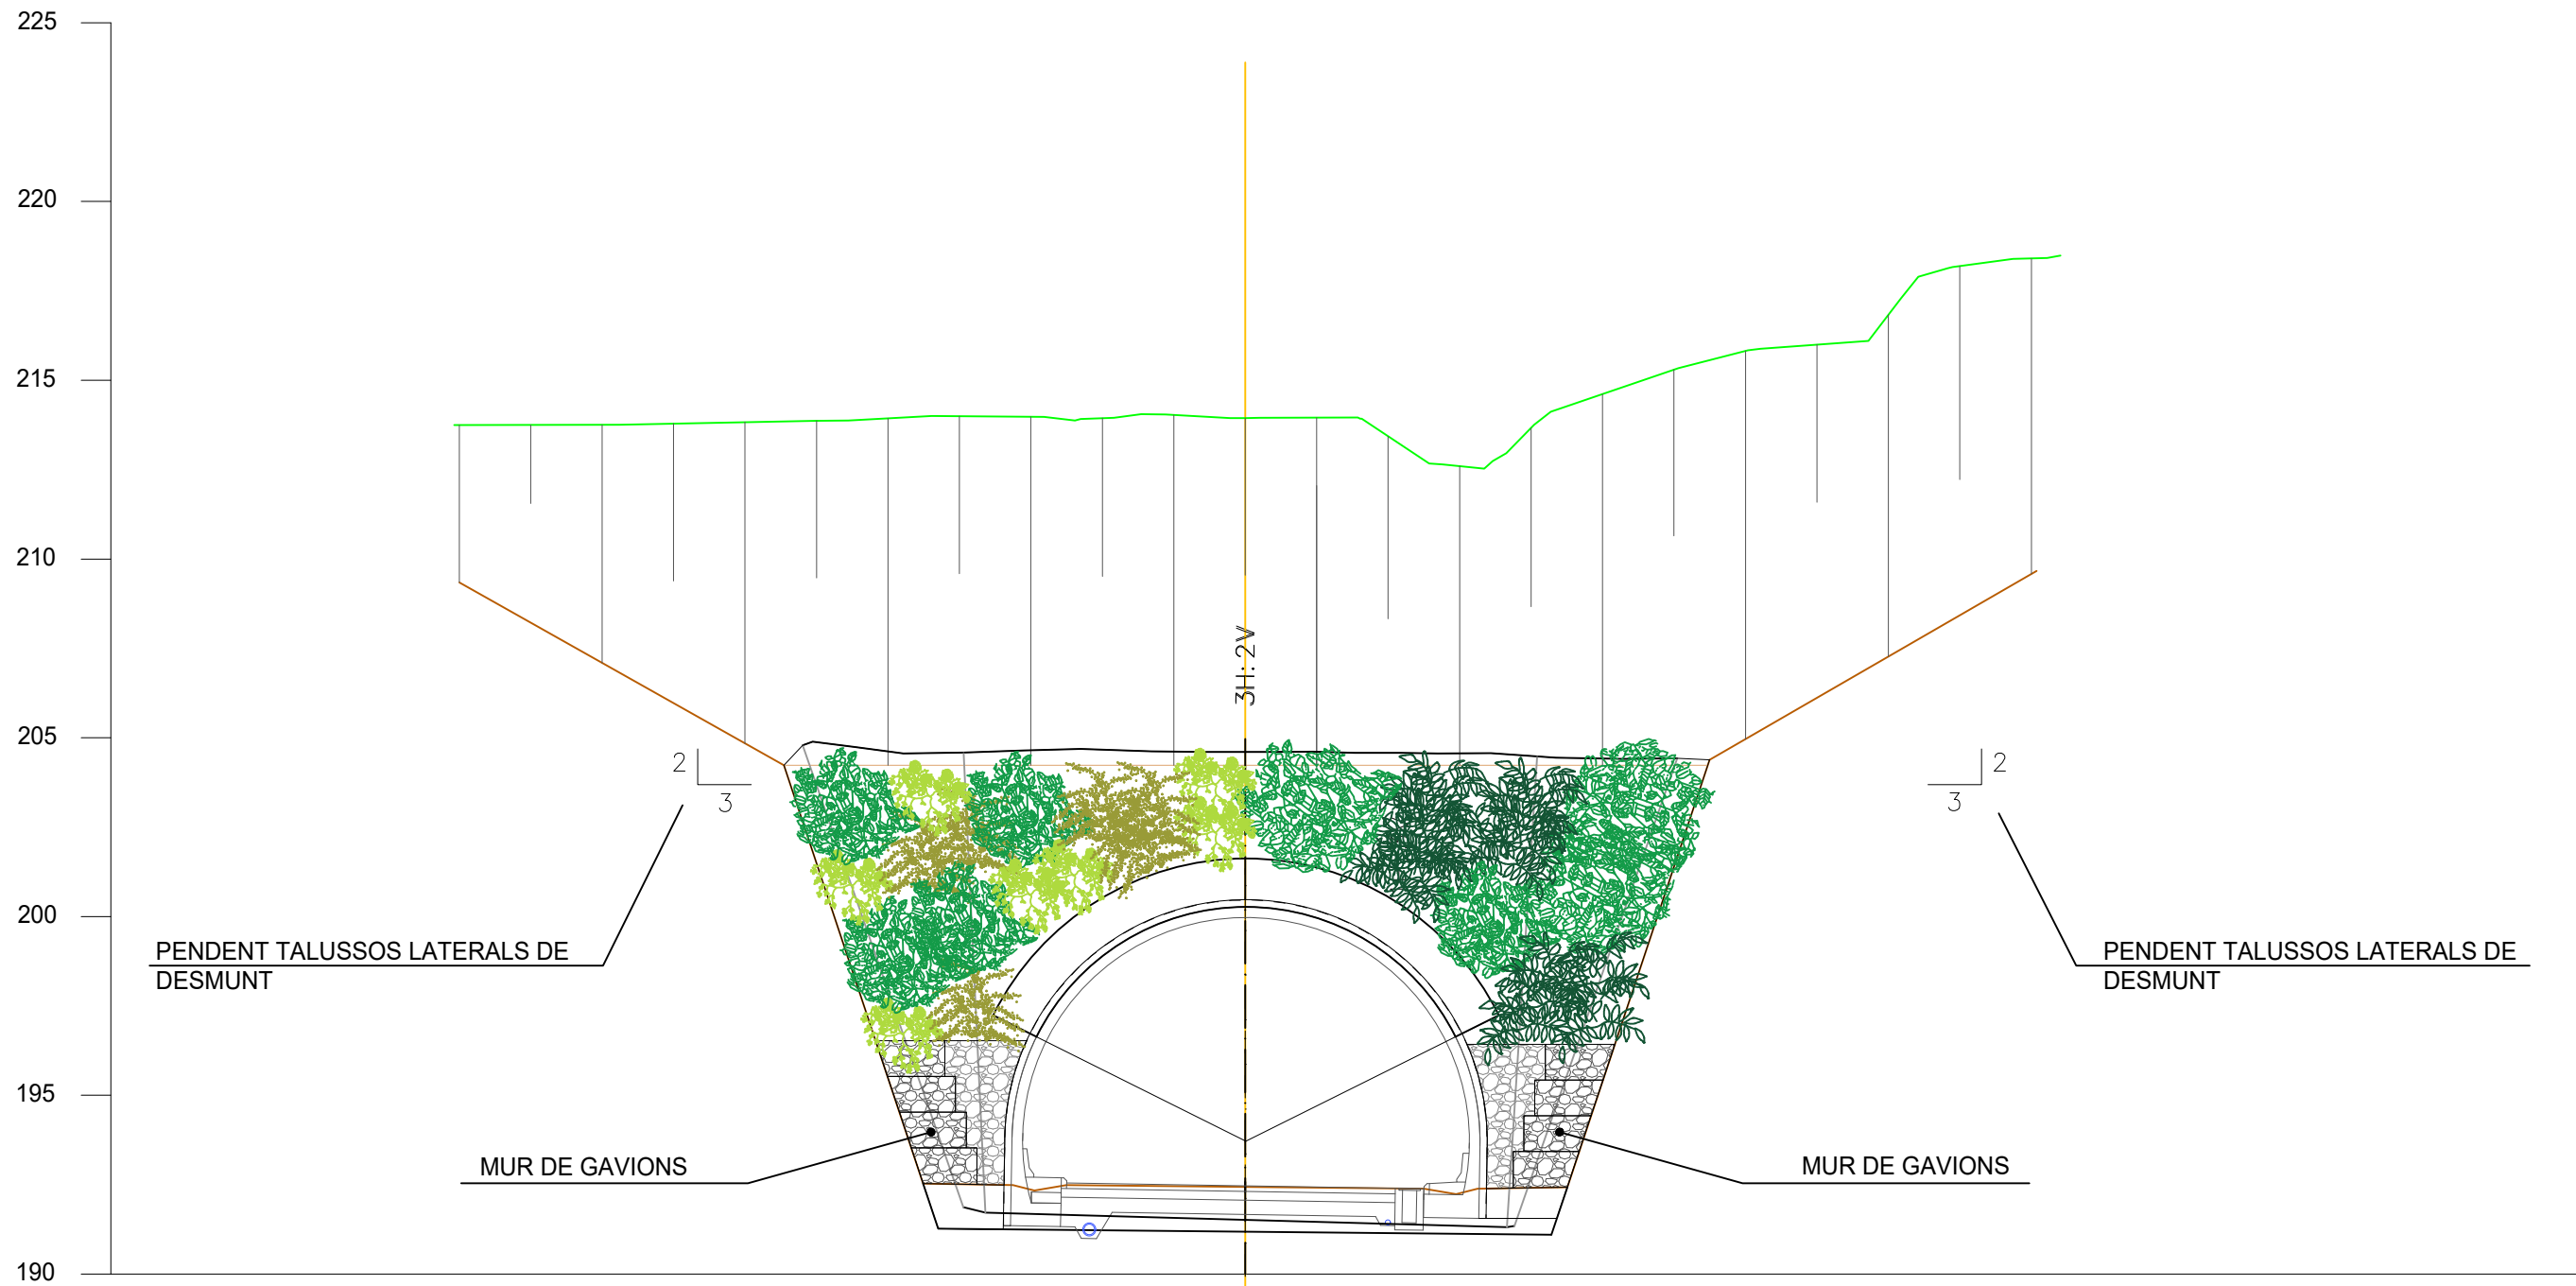 225
220
215
210
3H: 2V
205
2
3
2
3
200
PENDENT TALUSSOS LATERALS DE
DESMUNT
PENDENT TALUSSOS LATERALS DE
DESMUNT
195
MUR DE GAVIONS
MUR DE GAVIONS
190